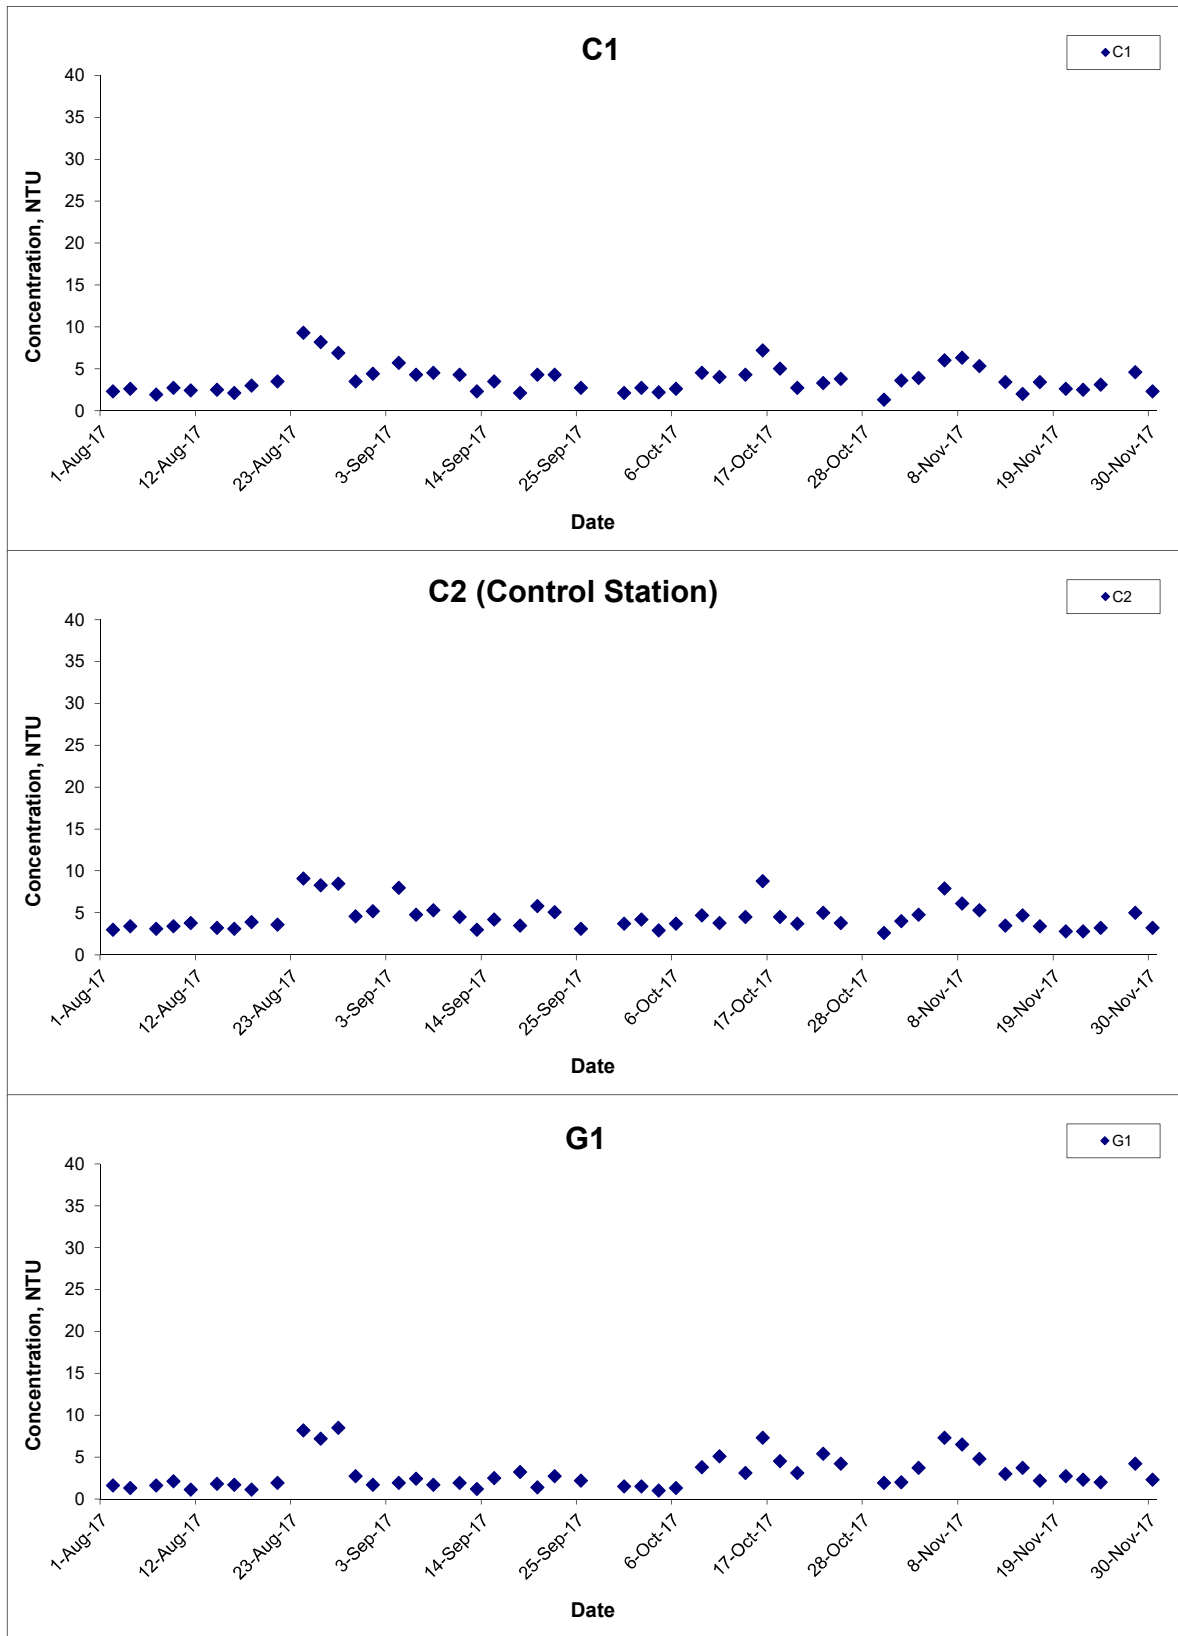 C1
C1
40
35
30
25
20
15
10
5
0
Concentration, NTU
1-Aug-17 12-Aug-17 23-Aug-17 3-Sep-17 14-Sep-17 25-Sep-17 6-Oct-17 17-Oct-17 28-Oct-17 8-Nov-17 19-Nov-17 30-Nov-17
Date
C2 (Control Station)
C2
40
35
30
25
20
15
10
5
0
Concentration, NTU
1-Aug-17 12-Aug-17 23-Aug-17 3-Sep-17 14-Sep-17 25-Sep-17 6-Oct-17 17-Oct-17 28-Oct-17 8-Nov-17 19-Nov-17 30-Nov-17
Date
G1
G1
40
35
30
25
20
15
10
5
0
Concentration, NTU
1-Aug-17 12-Aug-17 23-Aug-17 3-Sep-17 14-Sep-17 25-Sep-17 6-Oct-17 17-Oct-17 28-Oct-17 8-Nov-17 19-Nov-17 30-Nov-17
Date